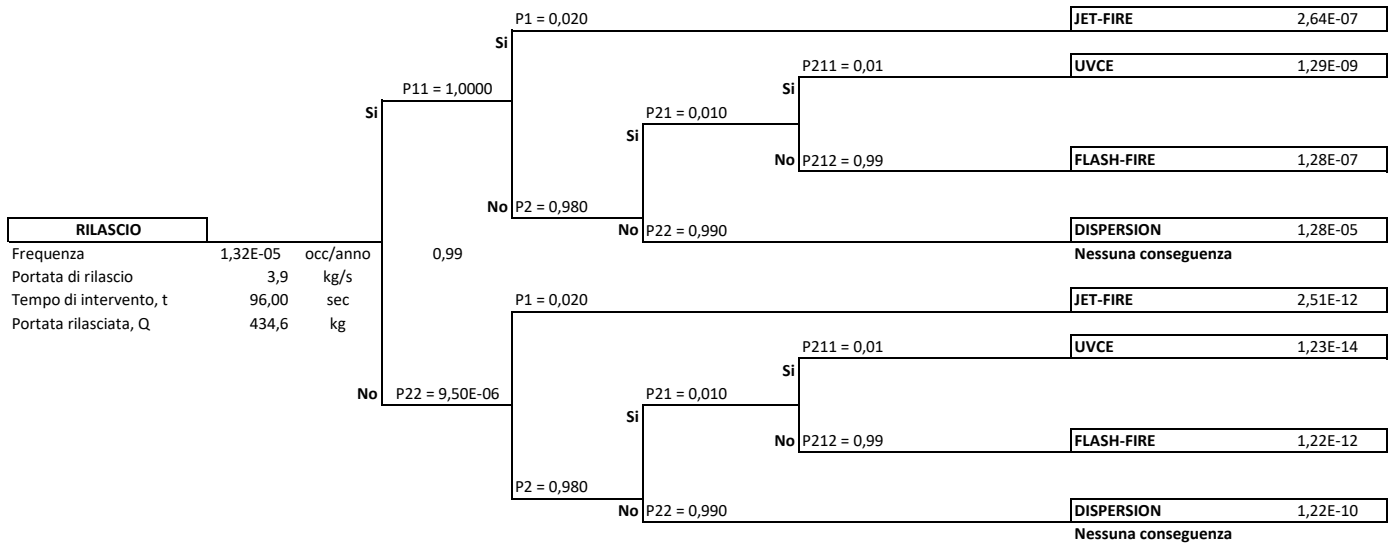 P1 = 0,020 JET-FIRE 2,64E-07
Si
P211 = 0,01 UVCE 1,29E-09
P11 = 1,0000 Si
Si P21 = 0,010
Si
No P212 = 0,99 FLASH-FIRE 1,28E-07
No P2 = 0,980
RILASCIO No P22 = 0,990 DISPERSION 1,28E-05
Frequenza 1,32E-05 occ/anno 0,99 Nessuna conseguenza
Portata di rilascio 3,9 kg/s
Tempo di intervento, t 96,00 sec P1 = 0,020 JET-FIRE 2,51E-12
Portata rilasciata, Q 434,6 kg
P211 = 0,01 UVCE 1,23E-14
Si
No P22 = 9,50E-06 P21 = 0,010
Si
No P212 = 0,99 FLASH-FIRE 1,22E-12
P2 = 0,980
No P22 = 0,990 DISPERSION 1,22E-10
Nessuna conseguenza